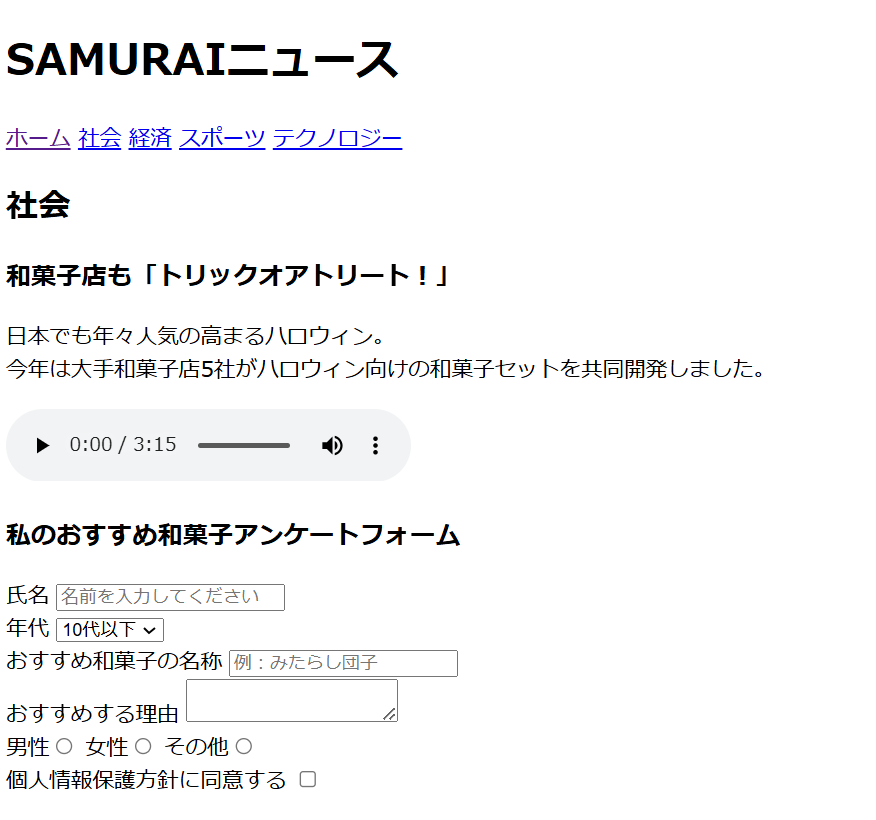 SAMURAIニュース
ホーム 社会 経済 スポーツ テクノロジー
社会
和菓子店も「トリックオアトリート！」
日本でも年々人気の高まるハロウィン。
今年は大手和菓子店5社がハロウィン向けの和菓子セットを共同開発しました。
0:00 / 3:15
私のおすすめ和菓子アンケートフォーム
氏名 名前を入力してください
年代 10代以下
おすすめ和菓子の名称 例：みたらし団子
おすすめする理由
男性 女性 その他
個人情報保護方針に同意する